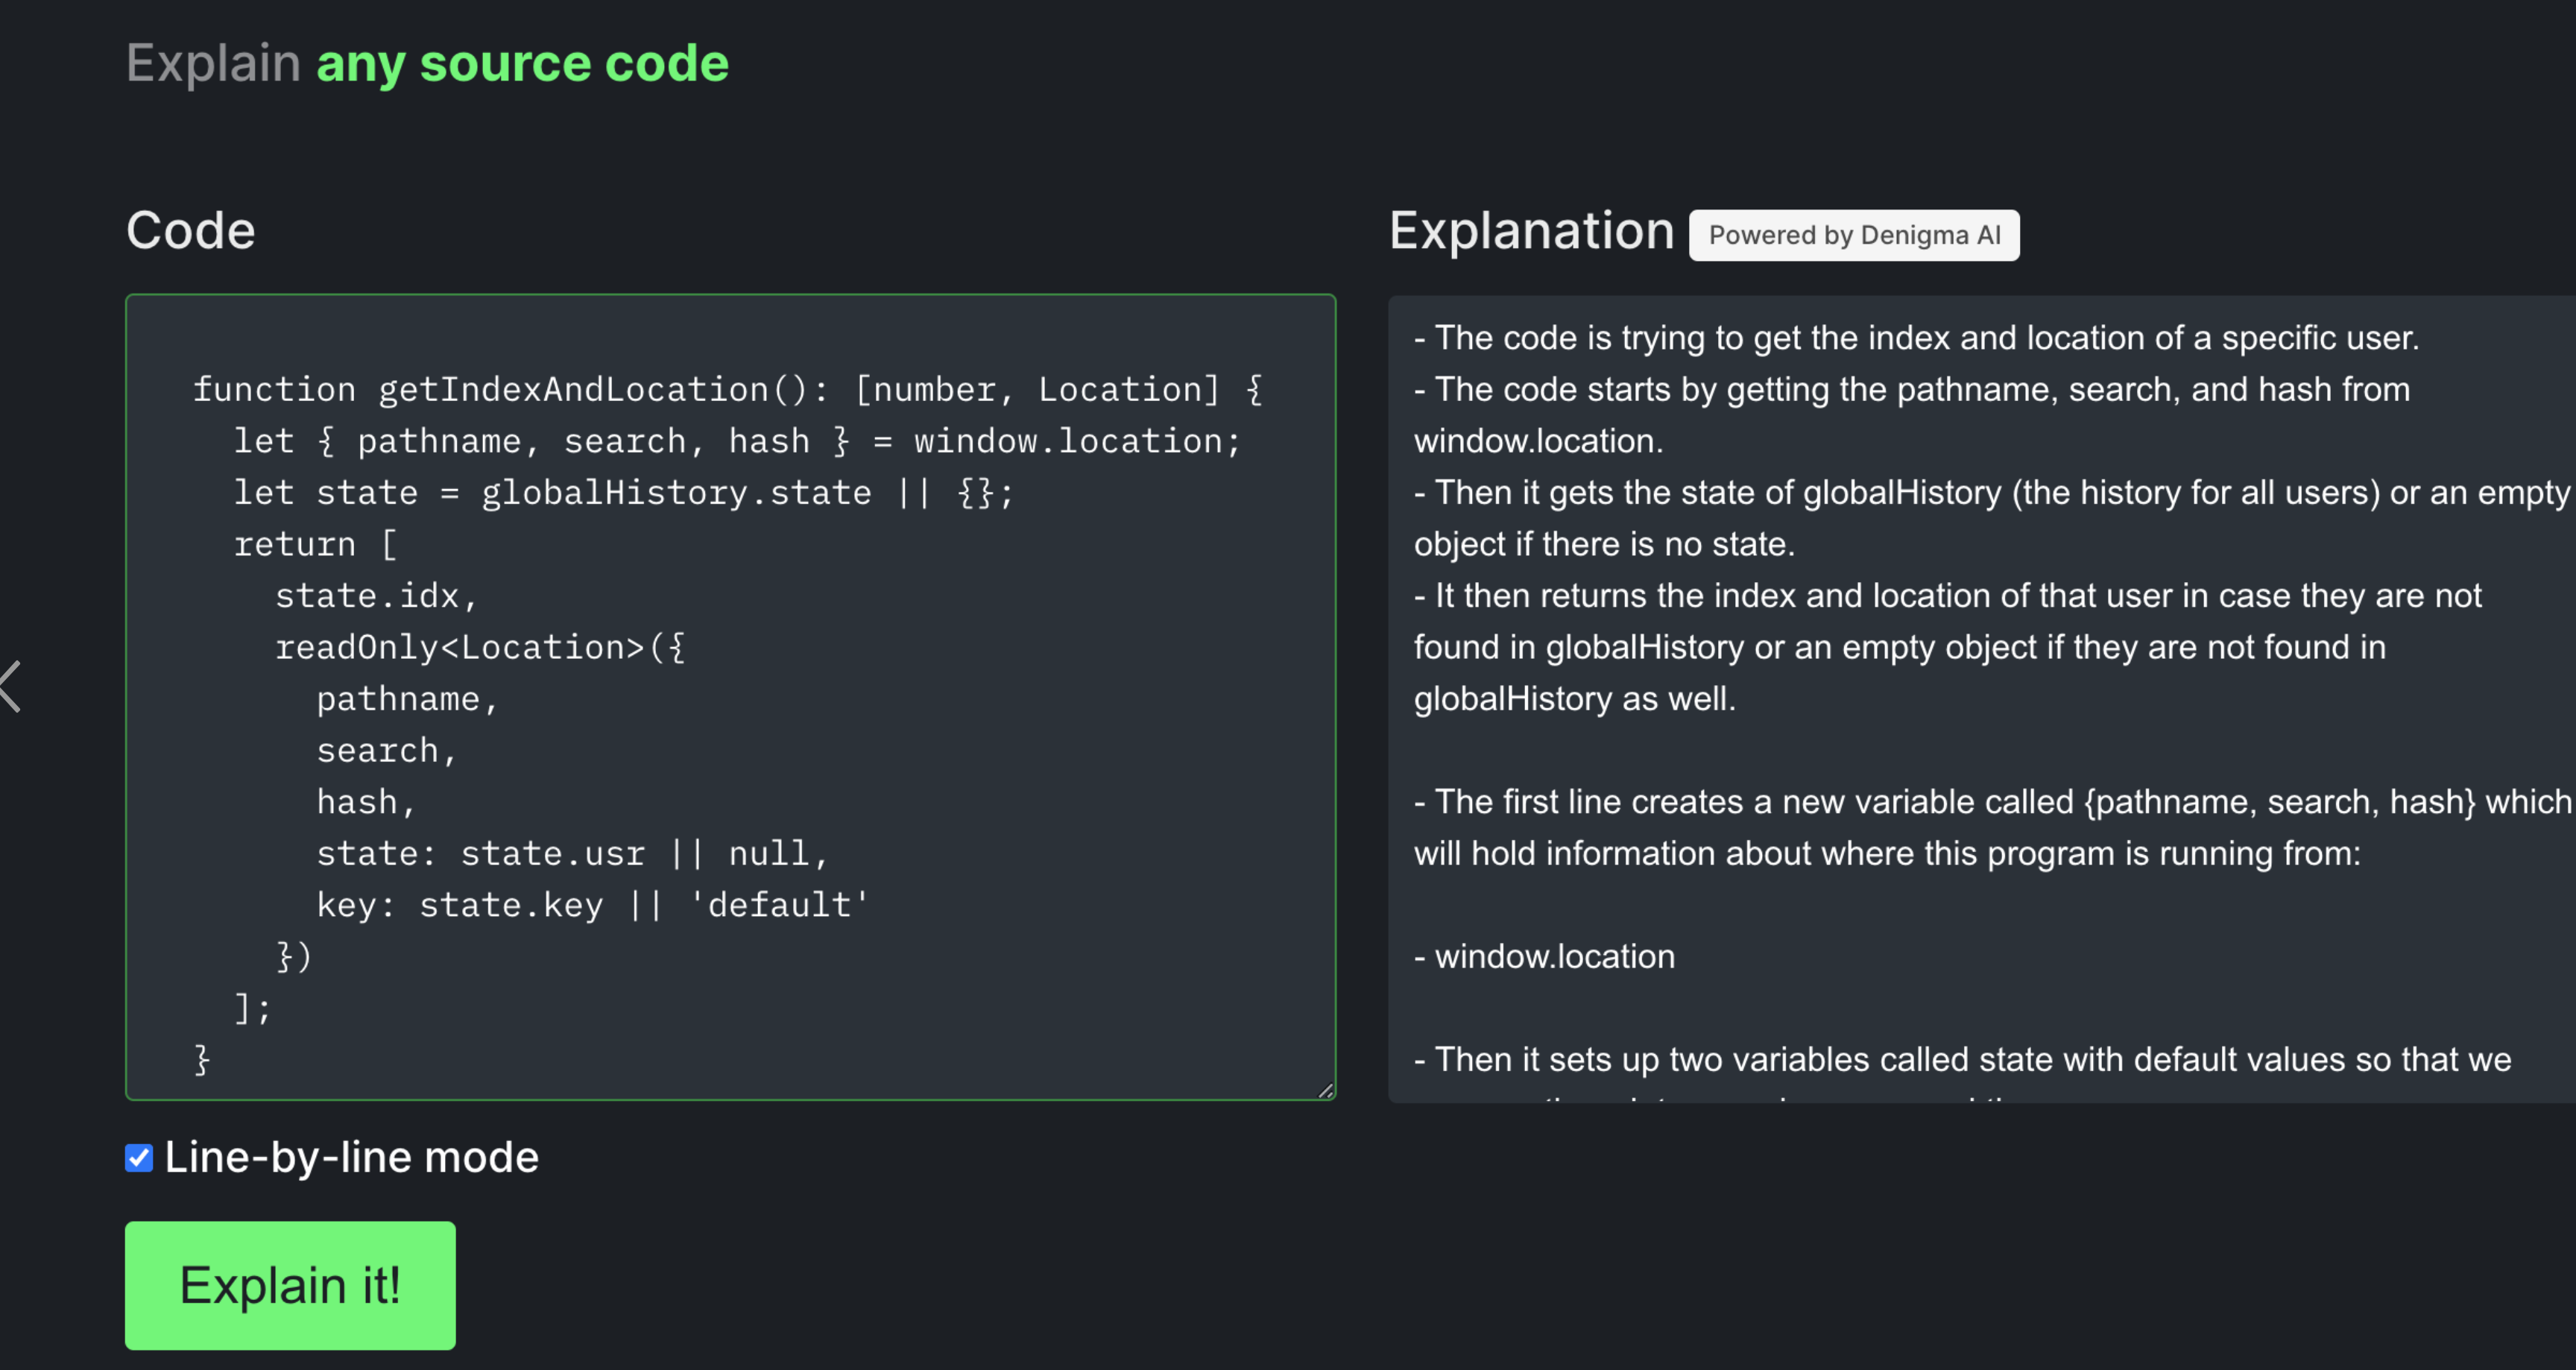 Explain any source code
Code
function getIndexAndLocation(): [number, Location] {
let { pathname, search, hash } = window.location;
let state = globalHistory.state || {};
return [
state.idx,
readOnly<Location>({
pathname,
search,
hash,
state: state.usr || null,
key: state.key || 'default'
})
];
}
Line-by-line mode
Explain it!
Explanation
Powered by Denigma AI
- The code is trying to get the index and location of a specific user.
- The code starts by getting the pathname, search, and hash from
window.location.
- Then it gets the state of globalHistory (the history for all users) or an empty
object if there is no state.
- It then returns the index and location of that user in case they are not
found in globalHistory or an empty object if they are not found in
globalHistory as well.
- The first line creates a new variable called {pathname, search, hash} which
will hold information about where this program is running from:
- window.location
- Then it sets up two variables called state with default values so that we